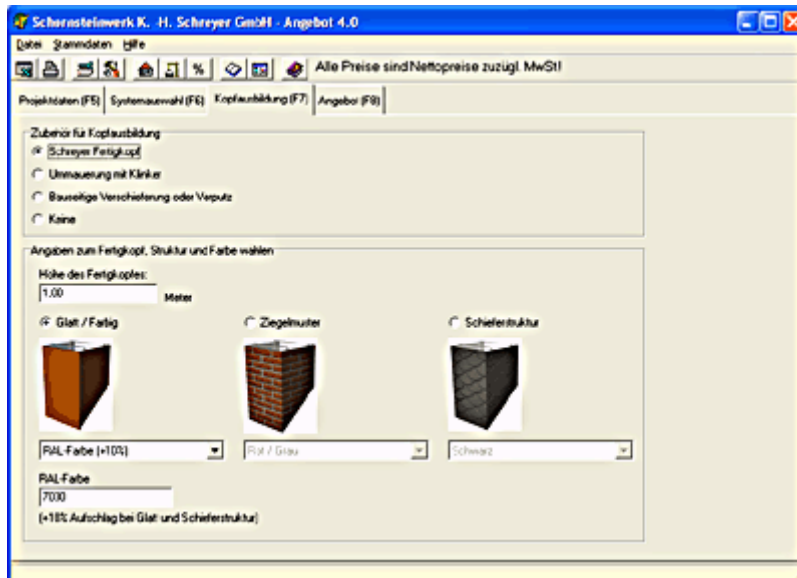 Schornsteinwerk K. -H. Schreyer GmbH - Angebot 4.0
Datei Stammdaten Hilfe
% Alle Preise sind Nettopreise zuzügl. MwSt!
Projektdaten (F5) Systemauswahl (F6) Kopfausbildung (F7) Angebot (F8)
Zubehör für Kopfausbildung
Schreyer Fertigkopf
Ummauerung mit Klinker
Bauseitige Verschieferung oder Verputz
Keine
Angaben zum Fertigkopf, Struktur und Farbe wählen
Höhe des Fertigkopfes:
1,00 Meter
Glatt / Farbig Ziegelmuster Schieferstruktur
RAL-Farbe (+10%) Rot / Grau Schwarz
RAL-Farbe
7030
(+10% Aufschlag bei Glatt und Schieferstruktur)